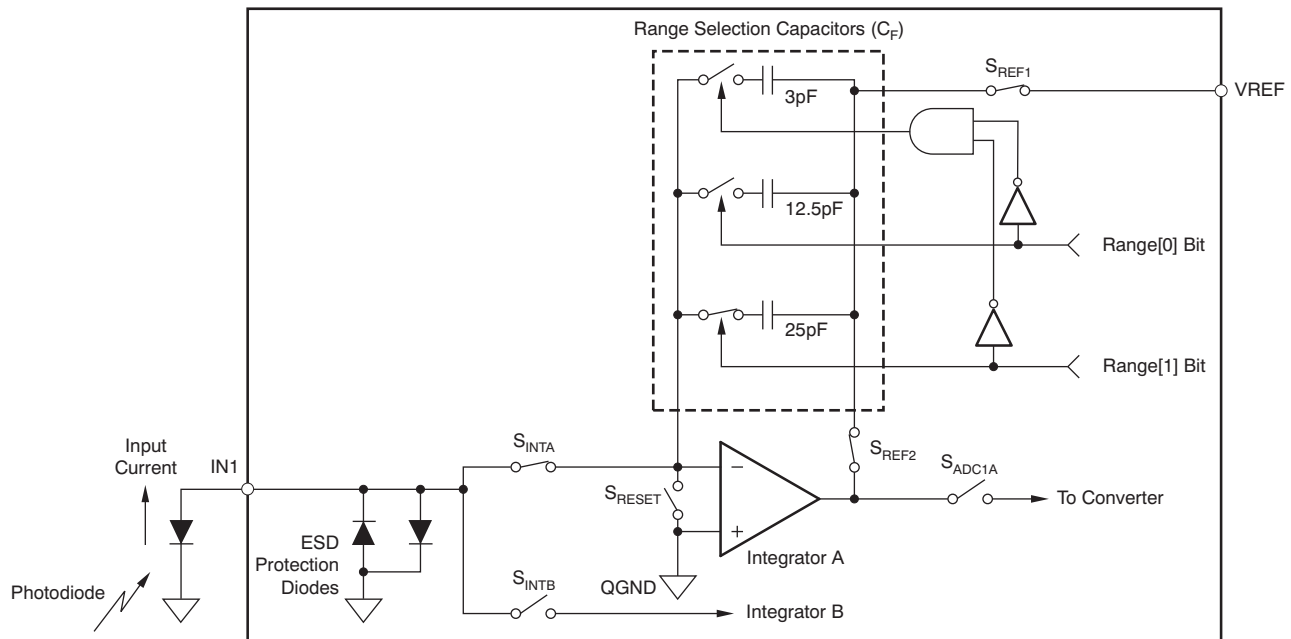 Range Selection Capacitors (CF)
SREF1
VREF
3pF
12.5pF
Range[0] Bit
25pF
Range[1] Bit
Input
Current
IN1
SINTA
SREF2
SADC1A
SRESET
−
+
To Converter
ESD
Protection
Diodes
Integrator A
Photodiode
SINTB
QGND
Integrator B